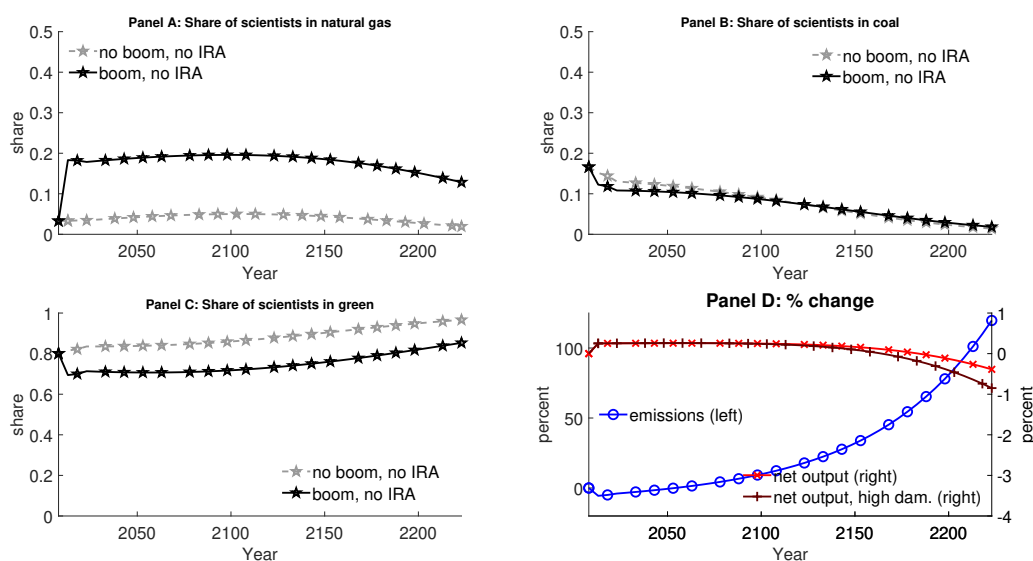 Panel A: Share of scientists in natural gas
0.5
0.4
0.3
0.2
0.1
0
share
no boom, no IRA
boom, no IRA
2050 2100 2150 2200
Year
Panel B: Share of scientists in coal
0.5
0.4
0.3
0.2
0.1
0
share
no boom, no IRA
boom, no IRA
2050 2100 2150 2200
Year
Panel C: Share of scientists in green
1
0.8
0.6
0.4
0.2
0
share
no boom, no IRA
boom, no IRA
2050 2100 2150 2200
Year
Panel D: % change
100
50
0
percent
emissions (left)
net output (right)
net output, high dam. (right)
1
0
-1
-2
-3
-4
percent
2050 2100 2150 2200
Year